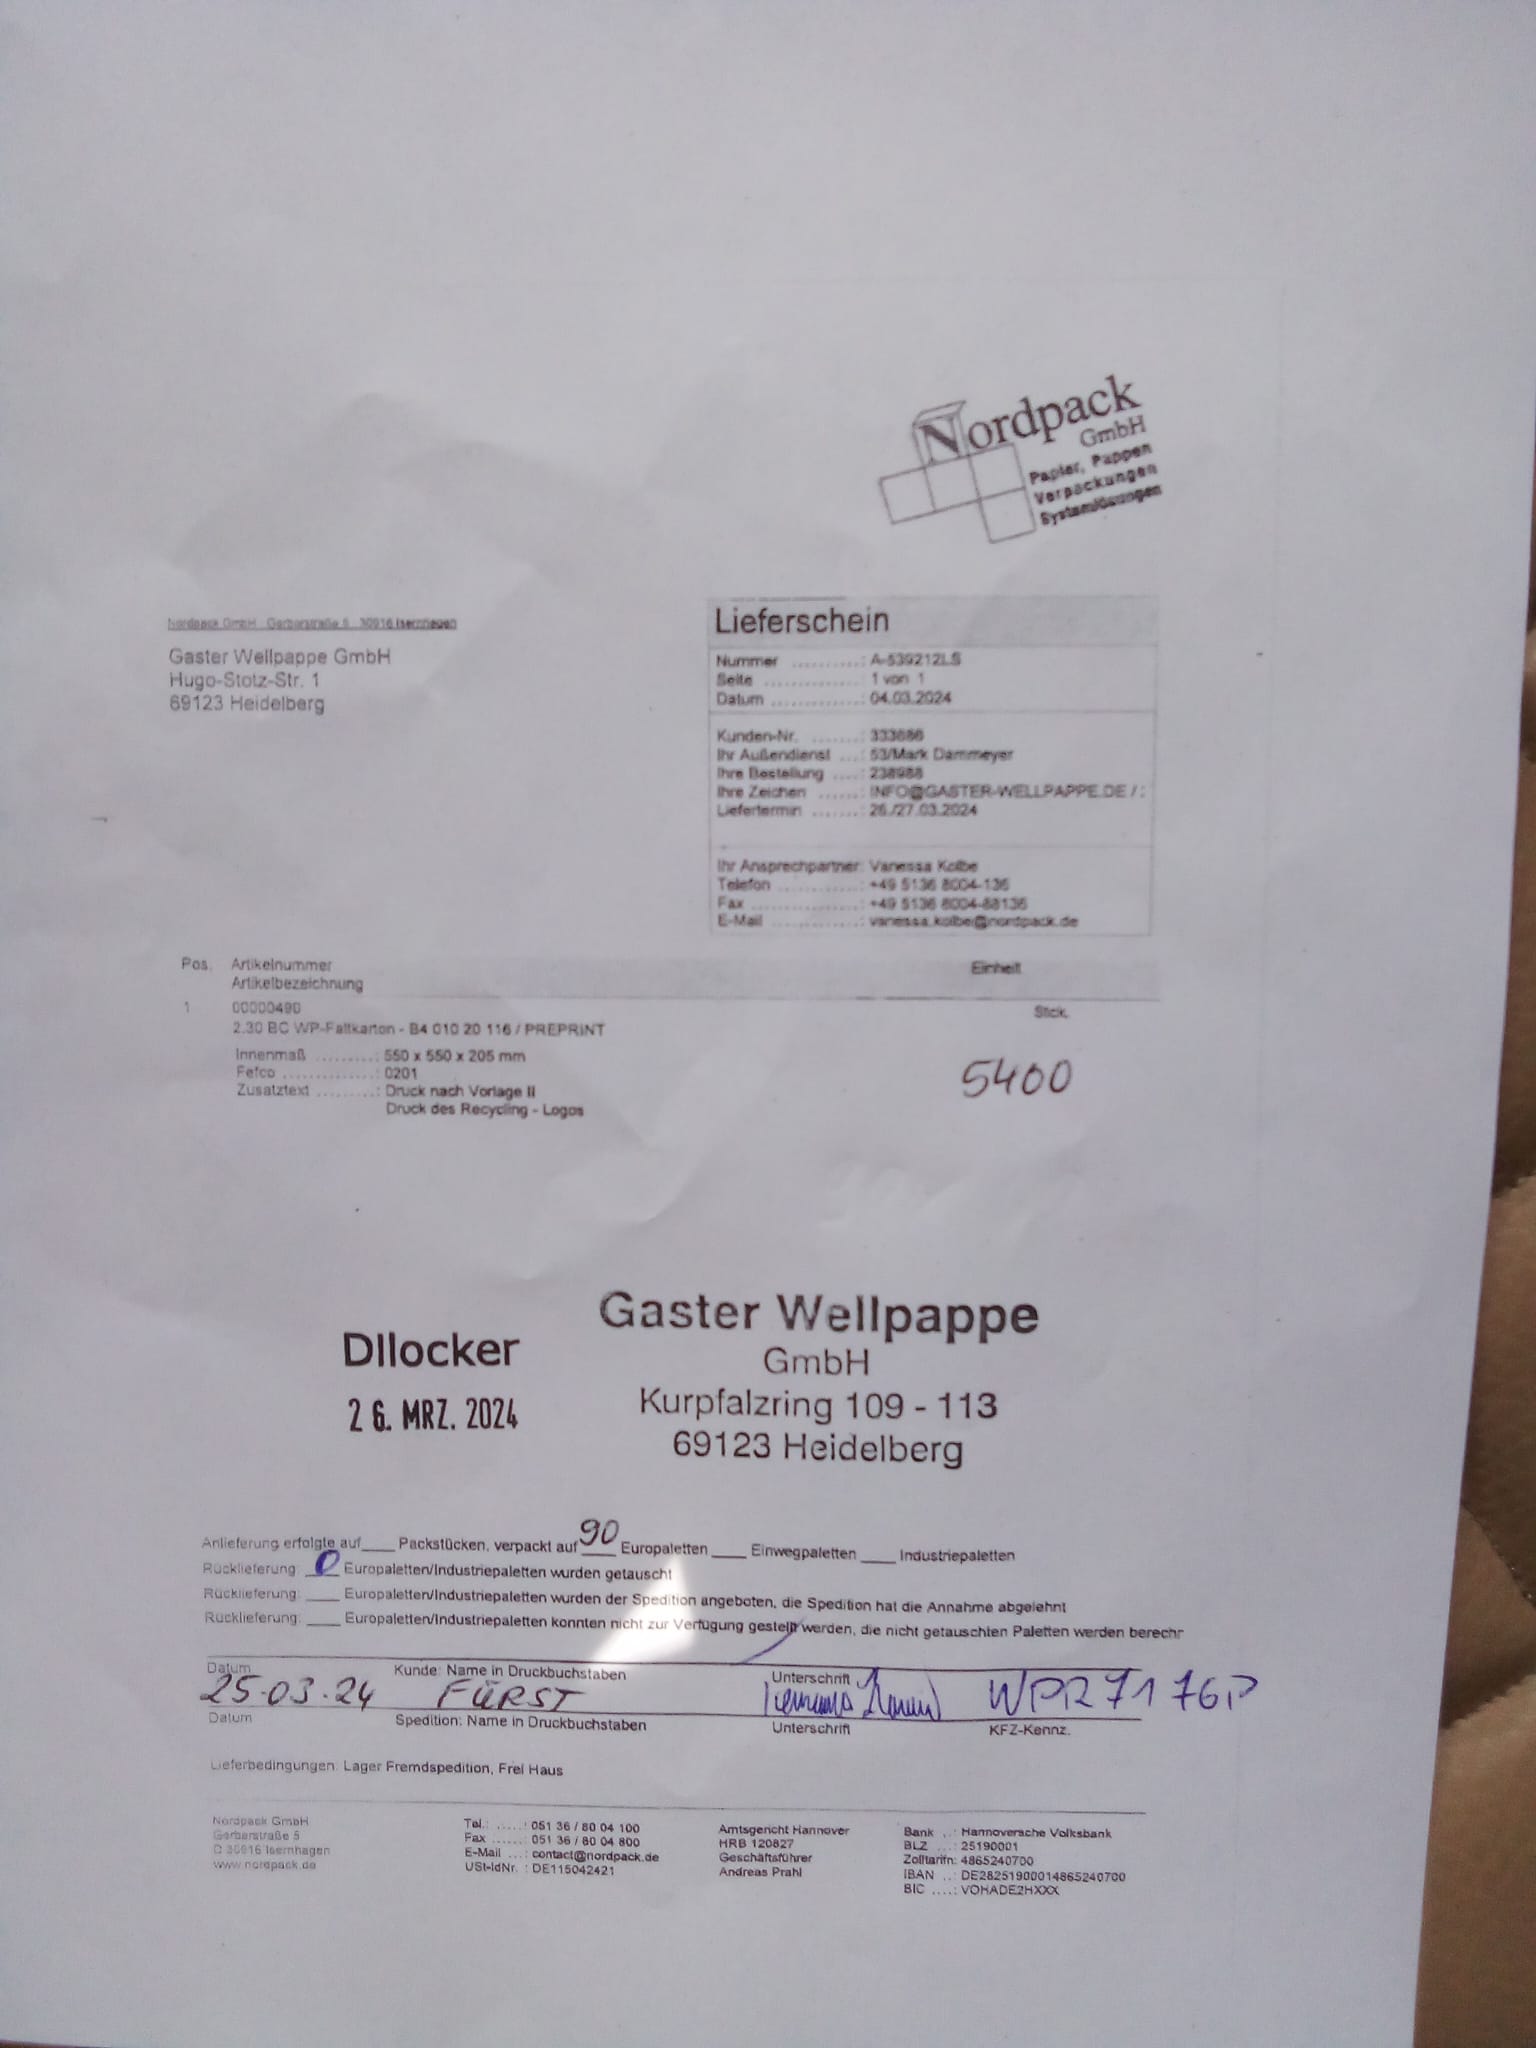 Nordpack
GmbH
Papier, Pappen
Verpackungen
Systemlösungen
Nordpack GmbH Gerberstraße 5 30916 Isernhagen
Gaster Wellpappe GmbH
Hugo-Stotz-Str. 1
69123 Heidelberg
Lieferschein
Nummer ..........: A-539212LS
Seite ..............: 1 von 1
Datum .............: 04.03.2024
Kunden-Nr. .......: 333686
Ihr Außendienst ...: 53/Mark Dammeyer
Ihre Bestellung ....: 238988
Ihre Zeichen ......: INFO@GASTER-WELLPAPPE.DE / :
Liefertermin .......: 26./27.03.2024
Ihr Ansprechpartner: Vanessa Kolbe
Telefon ............: +49 5136 8004-136
Fax ................: +49 5136 8004-88136
E-Mail .............: vanessa.kolbe@nordpack.de
Pos. Artikelnummer Einheit
Artikelbezeichnung
1 00000490 Stck.
2.30 BC WP-Faltkarton - B4 010 20 116 / PREPRINT
Innenmaß .........: 550 x 550 x 205 mm
Fefco ..............: 0201
Zusatztext .........: Druck nach Vorlage II
Druck des Recycling - Logos
5400
Dllocker
26. MRZ. 2024
Gaster Wellpappe
GmbH
Kurpfalzring 109 - 113
69123 Heidelberg
Anlieferung erfolgte auf ____ Packstücken, verpackt auf 90 Europaletten ____ Einwegpaletten ____ Industriepaletten
Rücklieferung: 0 Europaletten/Industriepaletten wurden getauscht
Rücklieferung: ____ Europaletten/Industriepaletten wurden der Spedition angeboten, die Spedition hat die Annahme abgelehnt
Rücklieferung: ____ Europaletten/Industriepaletten konnten nicht zur Verfügung gestellt werden, die nicht getauschten Paletten werden berechr
Datum Kunde: Name in Druckbuchstaben Unterschrift
25.03.24 FÜRST WPR7176P
Datum Spedition: Name in Druckbuchstaben Unterschrift KFZ-Kennz.
Lieferbedingungen: Lager Fremdspedition, Frei Haus
Nordpack GmbH
Gerberstraße 5
D 30916 Isernhagen
www.nordpack.de
Tel. .....: 051 36 / 80 04 100
Fax ......: 051 36 / 80 04 800
E-Mail ...: contact@nordpack.de
USt-IdNr. : DE115042421
Amtsgericht Hannover
HRB 120827
Geschäftsführer
Andreas Prahl
Bank ..: Hannoversche Volksbank
BLZ ...: 25190001
Zolltarifn: 4865240700
IBAN ..: DE28251900014865240700
BIC ....: VOHADE2HXXX